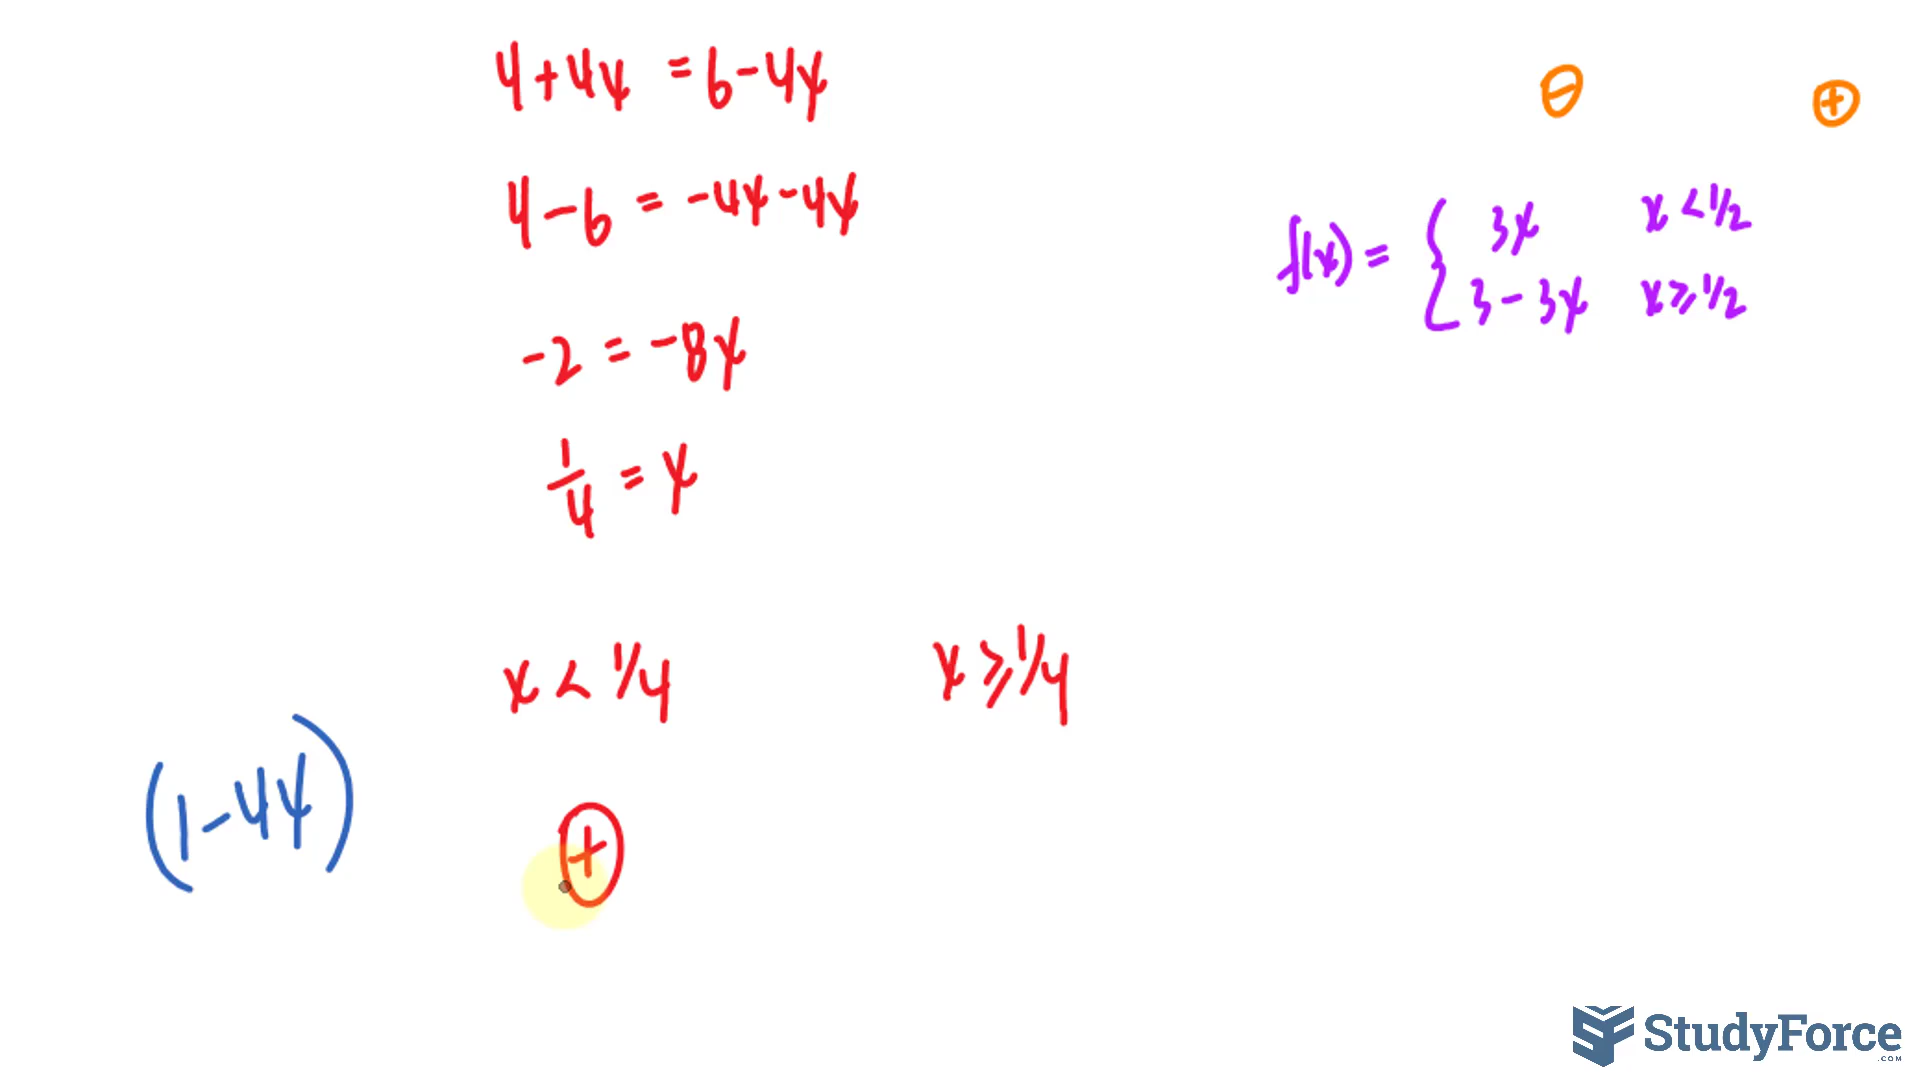 4+4x = 6-4x
4-6 = -4x-4x
-2 = -8x
1/4 = x
x < 1/4
x ≥ 1/4
(1-4x)
+
- +
f(x) = { 3x x < 1/2
3-3x x ≥ 1/2
StudyForce
.COM